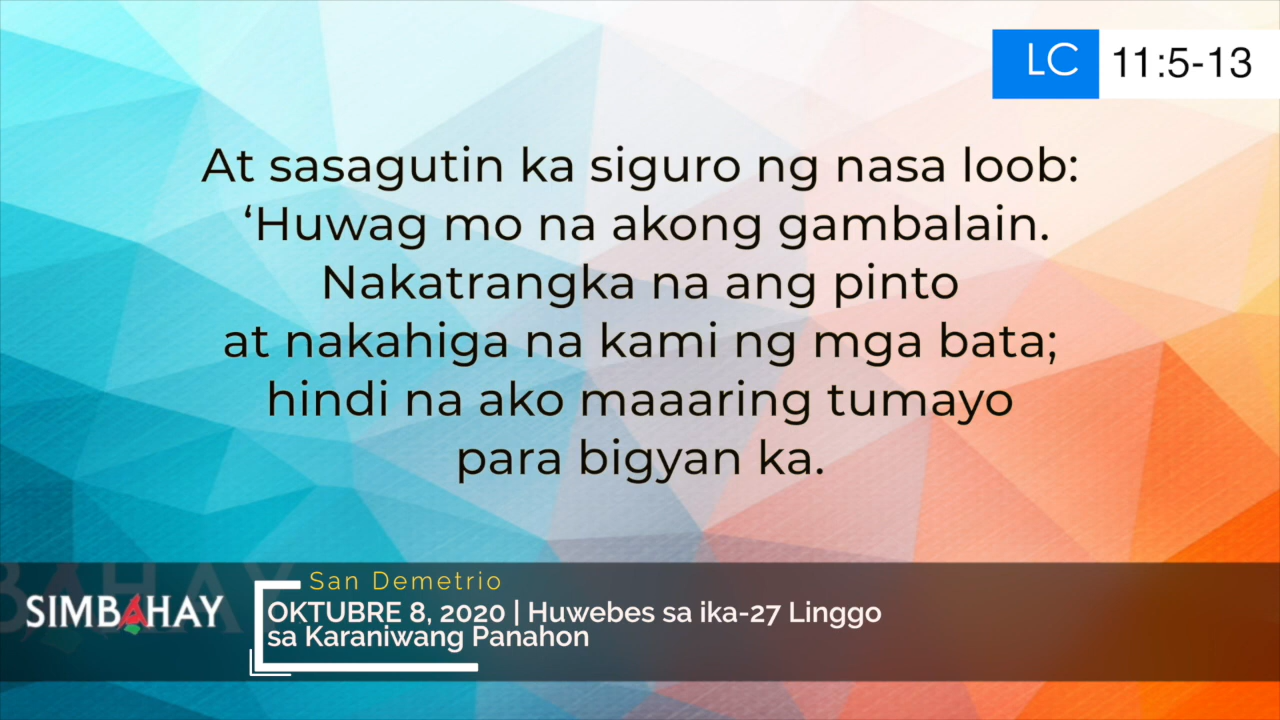 LC 11:5-13
At sasagutin ka siguro ng nasa loob:
‘Huwag mo na akong gambalain.
Nakatrangka na ang pinto
at nakahiga na kami ng mga bata;
hindi na ako maaaring tumayo
para bigyan ka.
San Demetrio
SIMBAHAY
OKTUBRE 8, 2020 | Huwebes sa ika-27 Linggo
sa Karaniwang Panahon